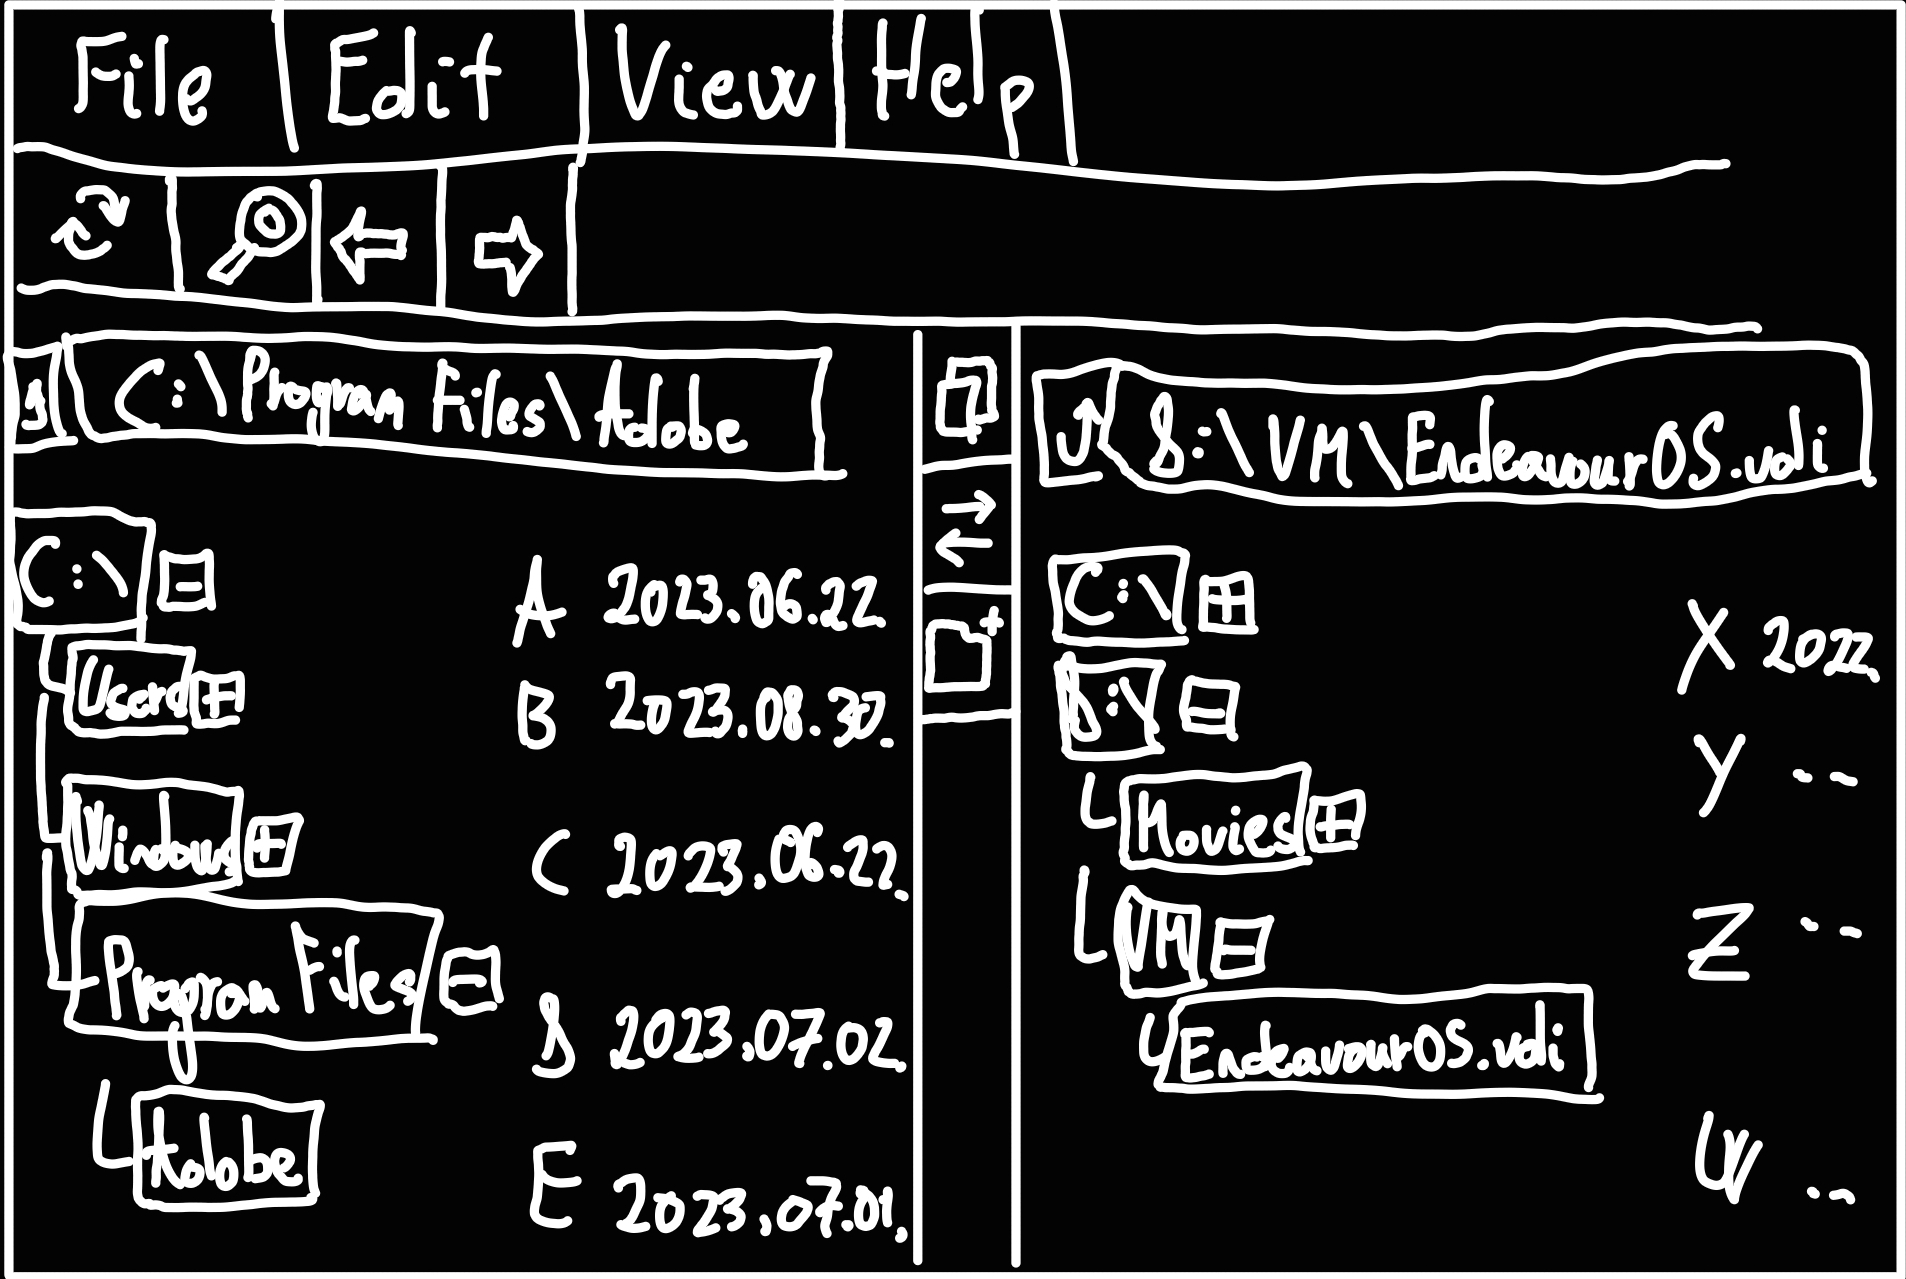 File Edit View Help
C:\Program Files\Adobe
D:\VM\EndeavourOS.vdi
C:\
Users
Windows
Program Files
Adobe
A 2023.06.22.
B 2023.08.30.
C 2023.06.22.
D 2023.07.02.
E 2023.07.01.
C:\
D:\
Movies
VM
EndeavourOS.vdi
X 2022.
Y -- --
Z -- --
W -- --